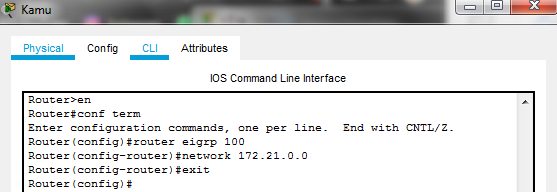 Kamu
Physical Config CLI Attributes
IOS Command Line Interface
Router>en
Router#conf term
Enter configuration commands, one per line.  End with CNTL/Z.
Router(config)#router eigrp 100
Router(config-router)#network 172.21.0.0
Router(config-router)#exit
Router(config)#